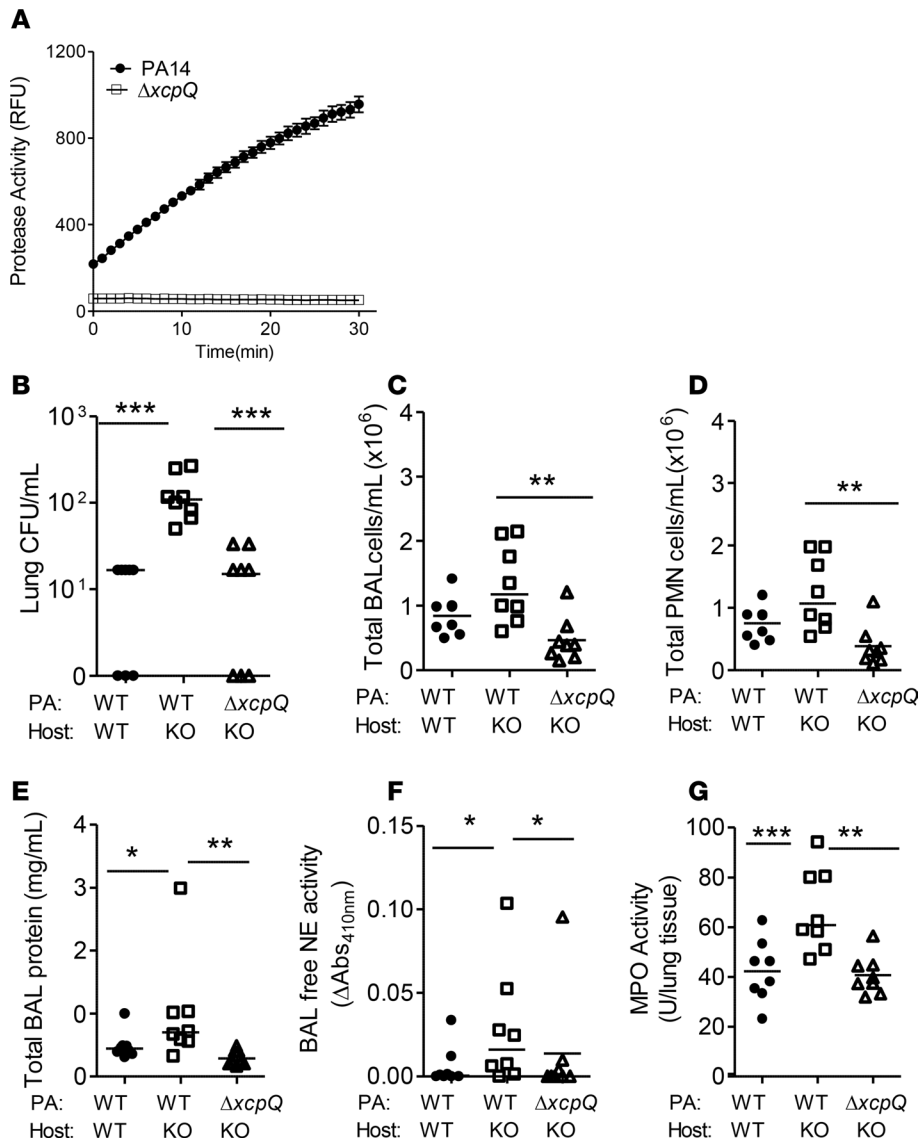 A
1200
800
400
0
Protease Activity (RFU)
PA14
ΔxcpQ
0 10 20 30
Time(min)
B
***
***
10³
10²
10¹
0
Lung CFU/mL
PA: WT WT ΔxcpQ
Host: WT KO KO
C
**
4
3
2
1
0
Total BALcells/mL (x10⁶)
PA: WT WT ΔxcpQ
Host: WT KO KO
D
**
4
3
2
1
0
Total PMN cells/mL(x10⁶)
PA: WT WT ΔxcpQ
Host: WT KO KO
E
*
**
4
3
2
0
0
Total BAL protein (mg/mL)
PA: WT WT ΔxcpQ
Host: WT KO KO
F
*
*
0.15
0.10
0.05
0.00
BAL free NE activity
(ΔAbs₄₁₀ₙₘ)
PA: WT WT ΔxcpQ
Host: WT KO KO
G
***
**
100
80
60
40
20
0
MPO Activity
(U/lung tissue)
PA: WT WT ΔxcpQ
Host: WT KO KO